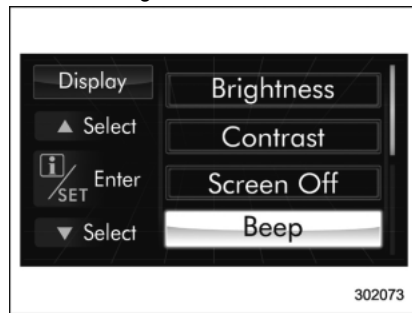 Display
▲ Select
i/SET Enter
▼ Select
Brightness
Contrast
Screen Off
Beep
302073